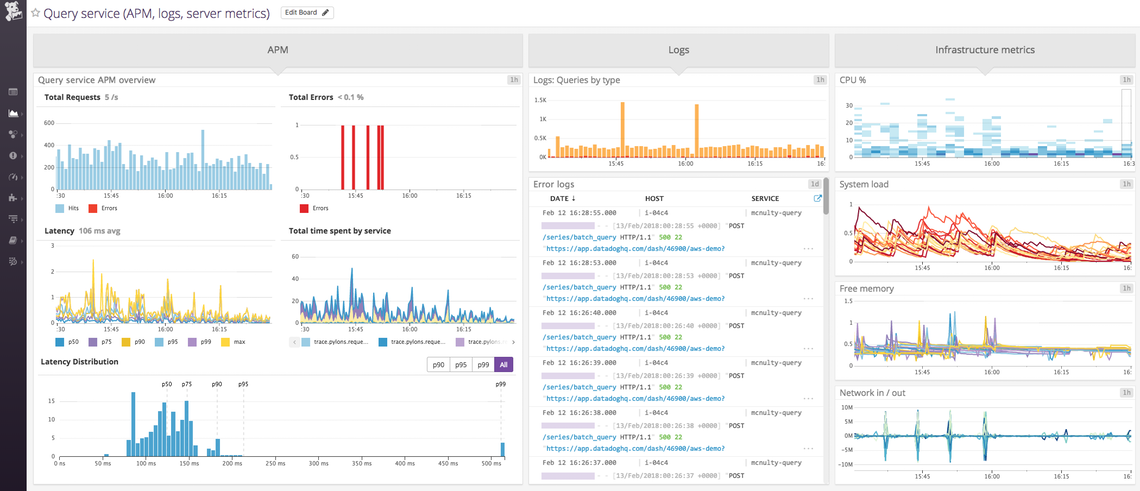 Query service (APM, logs, server metrics)
Edit Board
APM
Query service APM overview
1h
Total Requests 5 /s
600
400
200
0
:30
15:45
16:00
16:15
Hits
Errors
Total Errors < 0.1 %
1
0.5
0
:30
15:45
16:00
16:15
Errors
Latency 106 ms avg
3
2
1
0
:30
15:45
16:00
16:15
p50
p75
p90
p95
p99
max
Total time spent by service
60
40
20
0
:30
15:45
16:00
16:15
trace.pylons.reque...
trace.pylons.reque...
trace.pylons...
Latency Distribution
p90
p95
p99
All
p50
p75
p90
p95
p99
15
10
5
0
0 ns
50 ms
100 ms
150 ms
200 ms
250 ms
300 ms
350 ms
400 ms
450 ms
500 ms
Logs
Logs: Queries by type
1h
1.5K
1K
0.5K
0K
15:45
16:00
16:15
16:
Error logs
1d
DATE ↓ HOST SERVICE
Feb 12 16:28:55.000 i-04c4 mcnulty-query
- - [13/Feb/2018:00:28:55 +0000] "POST
/series/batch_query HTTP/1.1" 500 22
"https://app.datadoghq.com/dash/46900/aws-demo?
...
Feb 12 16:28:53.000 i-04c4 mcnulty-query
- - [13/Feb/2018:00:28:53 +0000] "POST
/series/batch_query HTTP/1.1" 500 22
"https://app.datadoghq.com/dash/46900/aws-demo?
...
Feb 12 16:26:40.000 i-04c4 mcnulty-query
- - [13/Feb/2018:00:26:40 +0000] "POST
/series/batch_query HTTP/1.1" 500 22
"https://app.datadoghq.com/dash/46900/aws-demo?
...
Feb 12 16:26:39.000 i-04c4 mcnulty-query
- - [13/Feb/2018:00:26:39 +0000] "POST
/series/batch_query HTTP/1.1" 500 22
"https://app.datadoghq.com/dash/46900/aws-demo?
...
Feb 12 16:26:38.000 i-04c4 mcnulty-query
- - [13/Feb/2018:00:26:38 +0000] "POST
/series/batch_query HTTP/1.1" 500 22
"https://app.datadoghq.com/dash/46900/aws-demo?
...
Feb 12 16:26:37.000 i-04c4 mcnulty-query
- - [13/Feb/2018:00:26:37 +0000] "POST
Infrastructure metrics
CPU %
1h
30
20
10
0
15:45
16:00
16:15
16:3
System load
1h
1
0.5
0
15:45
16:00
16:15
Free memory
1h
1.5
1
0.5
0
15:45
16:00
16:15
Network in / out
1h
10M
5M
0M
−5M
−10M
15:45
16:00
16:15